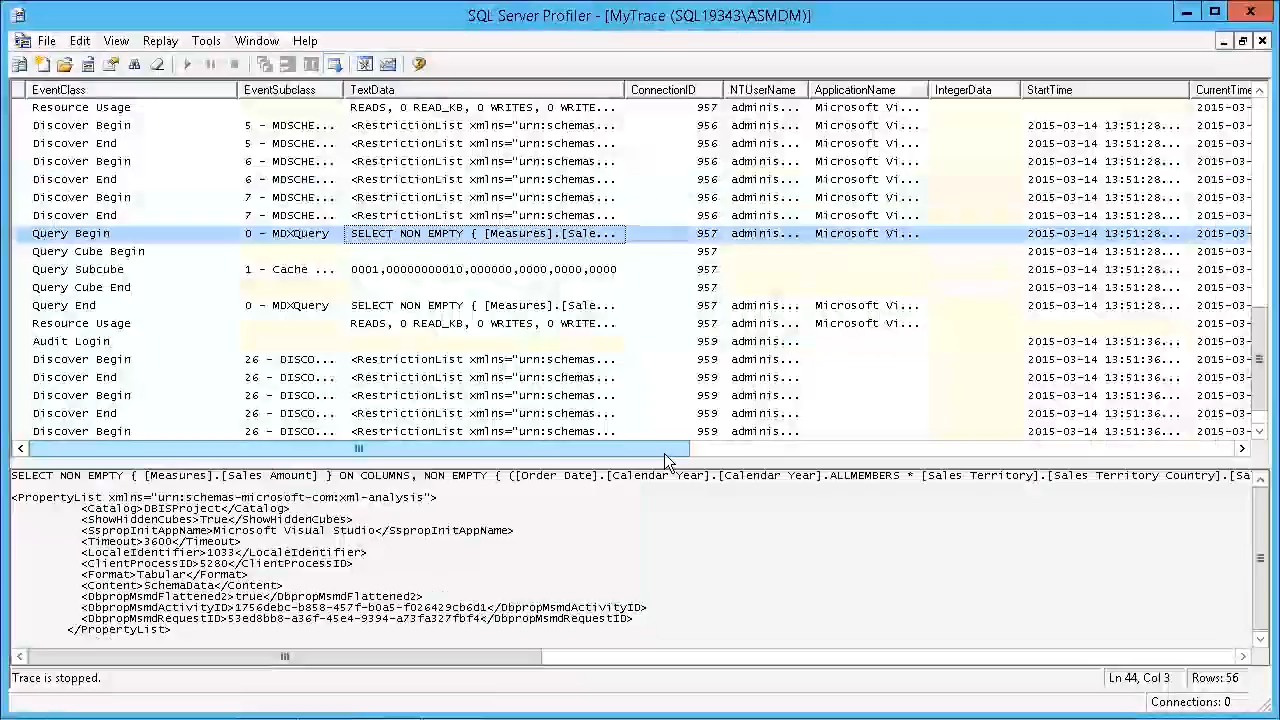 SQL Server Profiler - [MyTrace (SQL19343\ASMDM)]
File Edit View Replay Tools Window Help
EventClass EventSubclass TextData ConnectionID NTUserName ApplicationName IntegerData StartTime CurrentTime
Resource Usage READS, 0 READ_KB, 0 WRITES, 0 WRITE... 957 adminis... Microsoft Vi... 2015-03-
Discover Begin 5 - MDSCHE... <RestrictionList xmlns="urn:schemas... 956 adminis... Microsoft Vi... 2015-03-14 13:51:28... 2015-03-
Discover End 5 - MDSCHE... <RestrictionList xmlns="urn:schemas... 956 adminis... Microsoft Vi... 2015-03-14 13:51:28... 2015-03-
Discover Begin 6 - MDSCHE... <RestrictionList xmlns="urn:schemas... 956 adminis... Microsoft Vi... 2015-03-14 13:51:28... 2015-03-
Discover End 6 - MDSCHE... <RestrictionList xmlns="urn:schemas... 956 adminis... Microsoft Vi... 2015-03-14 13:51:28... 2015-03-
Discover Begin 7 - MDSCHE... <RestrictionList xmlns="urn:schemas... 956 adminis... Microsoft Vi... 2015-03-14 13:51:28... 2015-03-
Discover End 7 - MDSCHE... <RestrictionList xmlns="urn:schemas... 956 adminis... Microsoft Vi... 2015-03-14 13:51:28... 2015-03-
Query Begin 0 - MDXQuery SELECT NON EMPTY { [Measures].[Sale... 957 adminis... Microsoft Vi... 2015-03-14 13:51:28... 2015-03-
Query Cube Begin 957 2015-03-14 13:51:28... 2015-03-
Query Subcube 1 - Cache ... 0001,00000000010,000000,0000,0000,0000 957 2015-03-14 13:51:28... 2015-03-
Query Cube End 957 2015-03-14 13:51:28... 2015-03-
Query End 0 - MDXQuery SELECT NON EMPTY { [Measures].[Sale... 957 adminis... Microsoft Vi... 2015-03-14 13:51:28... 2015-03-
Resource Usage READS, 0 READ_KB, 0 WRITES, 0 WRITE... 957 adminis... Microsoft Vi... 2015-03-
Audit Login 959 adminis... 2015-03-14 13:51:36... 2015-03-
Discover Begin 26 - DISCO... <RestrictionList xmlns="urn:schemas... 959 adminis... 2015-03-14 13:51:36... 2015-03-
Discover End 26 - DISCO... <RestrictionList xmlns="urn:schemas... 959 adminis... 2015-03-14 13:51:36... 2015-03-
Discover Begin 26 - DISCO... <RestrictionList xmlns="urn:schemas... 959 adminis... 2015-03-14 13:51:36... 2015-03-
Discover End 26 - DISCO... <RestrictionList xmlns="urn:schemas... 959 adminis... 2015-03-14 13:51:36... 2015-03-
Discover Begin 26 - DISCO... <RestrictionList xmlns="urn:schemas... 959 adminis... 2015-03-14 13:51:36... 2015-03-
SELECT NON EMPTY { [Measures].[Sales Amount] } ON COLUMNS, NON EMPTY { ([Order Date].[Calendar Year].[Calendar Year].ALLMEMBERS * [Sales Territory].[Sales Territory Country].[Sa
<PropertyList xmlns="urn:schemas-microsoft-com:xml-analysis">
<Catalog>DBISProject</Catalog>
<ShowHiddenCubes>True</ShowHiddenCubes>
<SspropInitAppName>Microsoft Visual Studio</SspropInitAppName>
<Timeout>3600</Timeout>
<LocaleIdentifier>1033</LocaleIdentifier>
<ClientProcessID>5280</ClientProcessID>
<Format>Tabular</Format>
<Content>SchemaData</Content>
<DbpropMsmdFlattened2>true</DbpropMsmdFlattened2>
<DbpropMsmdActivityID>1756debc-b858-457f-b0a5-f026429cb6d1</DbpropMsmdActivityID>
<DbpropMsmdRequestID>53ed8bb8-a36f-45e4-9394-a73fa327fbf4</DbpropMsmdRequestID>
</PropertyList>
Trace is stopped. Ln 44, Col 3 Rows: 56
Connections: 0